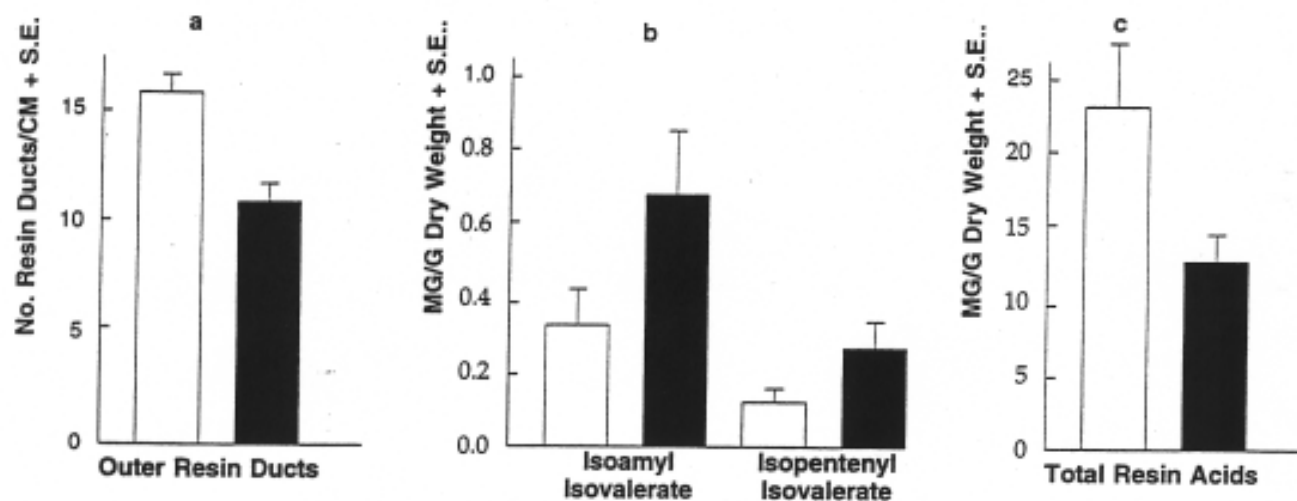 a
No. Resin Ducts/CM + S.E.
15
10
5
0
Outer Resin Ducts
b
MG/G Dry Weight + S.E..
1.0
0.8
0.6
0.4
0.2
0.0
Isoamyl
Isovalerate
Isopentenyl
Isovalerate
c
MG/G Dry Weight + S.E..
25
20
15
10
5
0
Total Resin Acids